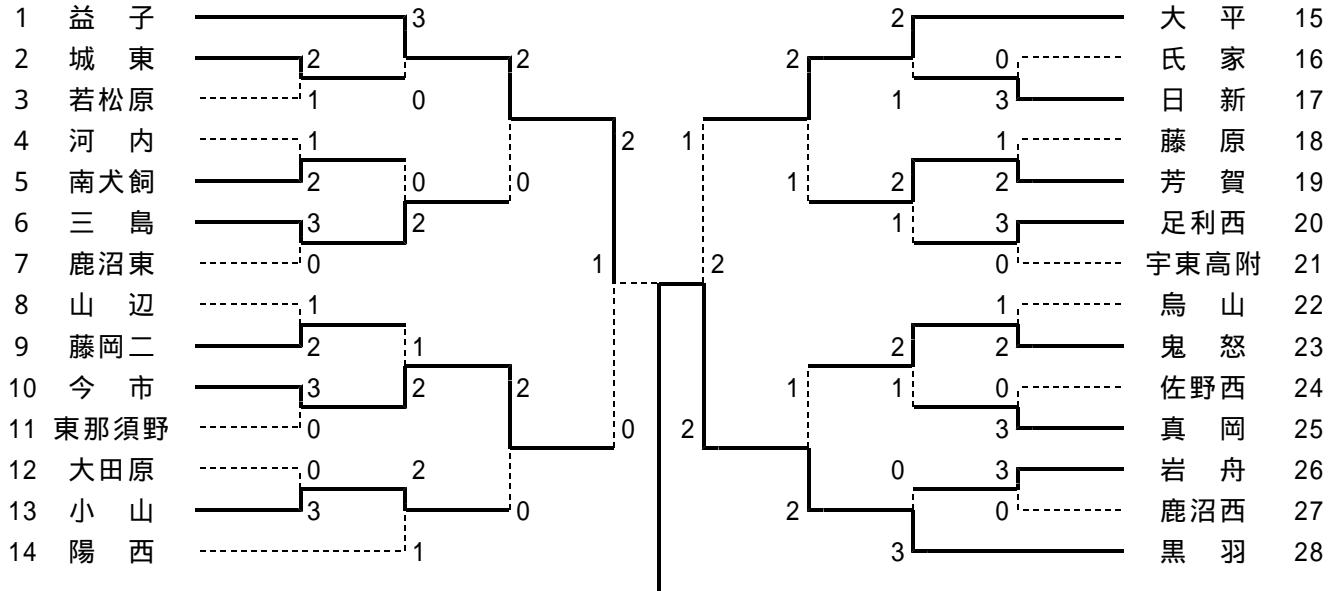 3 2
1 益子 大平 15
2 城東 2 2 2 0 氏家 16
3 若松原 1 0 1 3 日新 17
4 河内 1 2 1 1 藤原 18
5 南犬飼 2 0 0 1 2 2 芳賀 19
6 三島 3 2 1 3 足利西 20
7 鹿沼東 0 1 2 0 宇東高附 21
8 山辺 1 1 烏山 22
9 藤岡二 2 1 2 2 鬼怒 23
10 今市 3 2 2 1 1 0 佐野西 24
11 東那須野 0 0 2 3 真岡 25
12 大田原 0 2 0 3 岩舟 26
13 小山 3 0 2 0 鹿沼西 27
14 陽西 1 3 黒羽 28